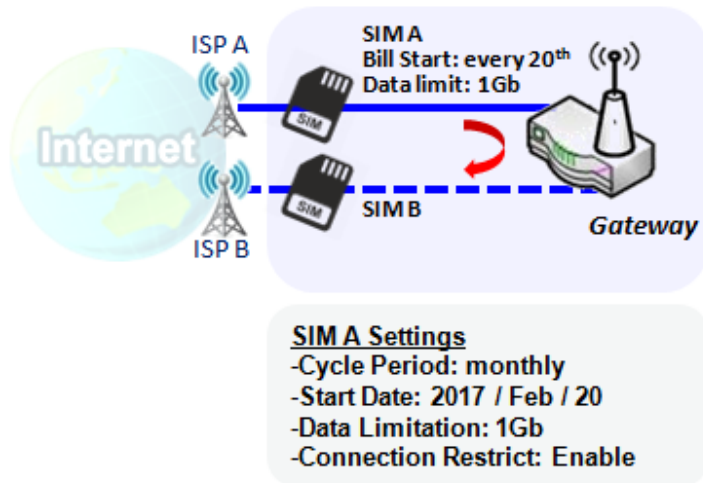 ISP A
SIM A
Bill Start: every 20th
Data limit: 1Gb
SIM
Internet
SIM
SIM B
Gateway
ISP B
SIM A Settings
-Cycle Period: monthly
-Start Date: 2017 / Feb / 20
-Data Limitation: 1Gb
-Connection Restrict: Enable